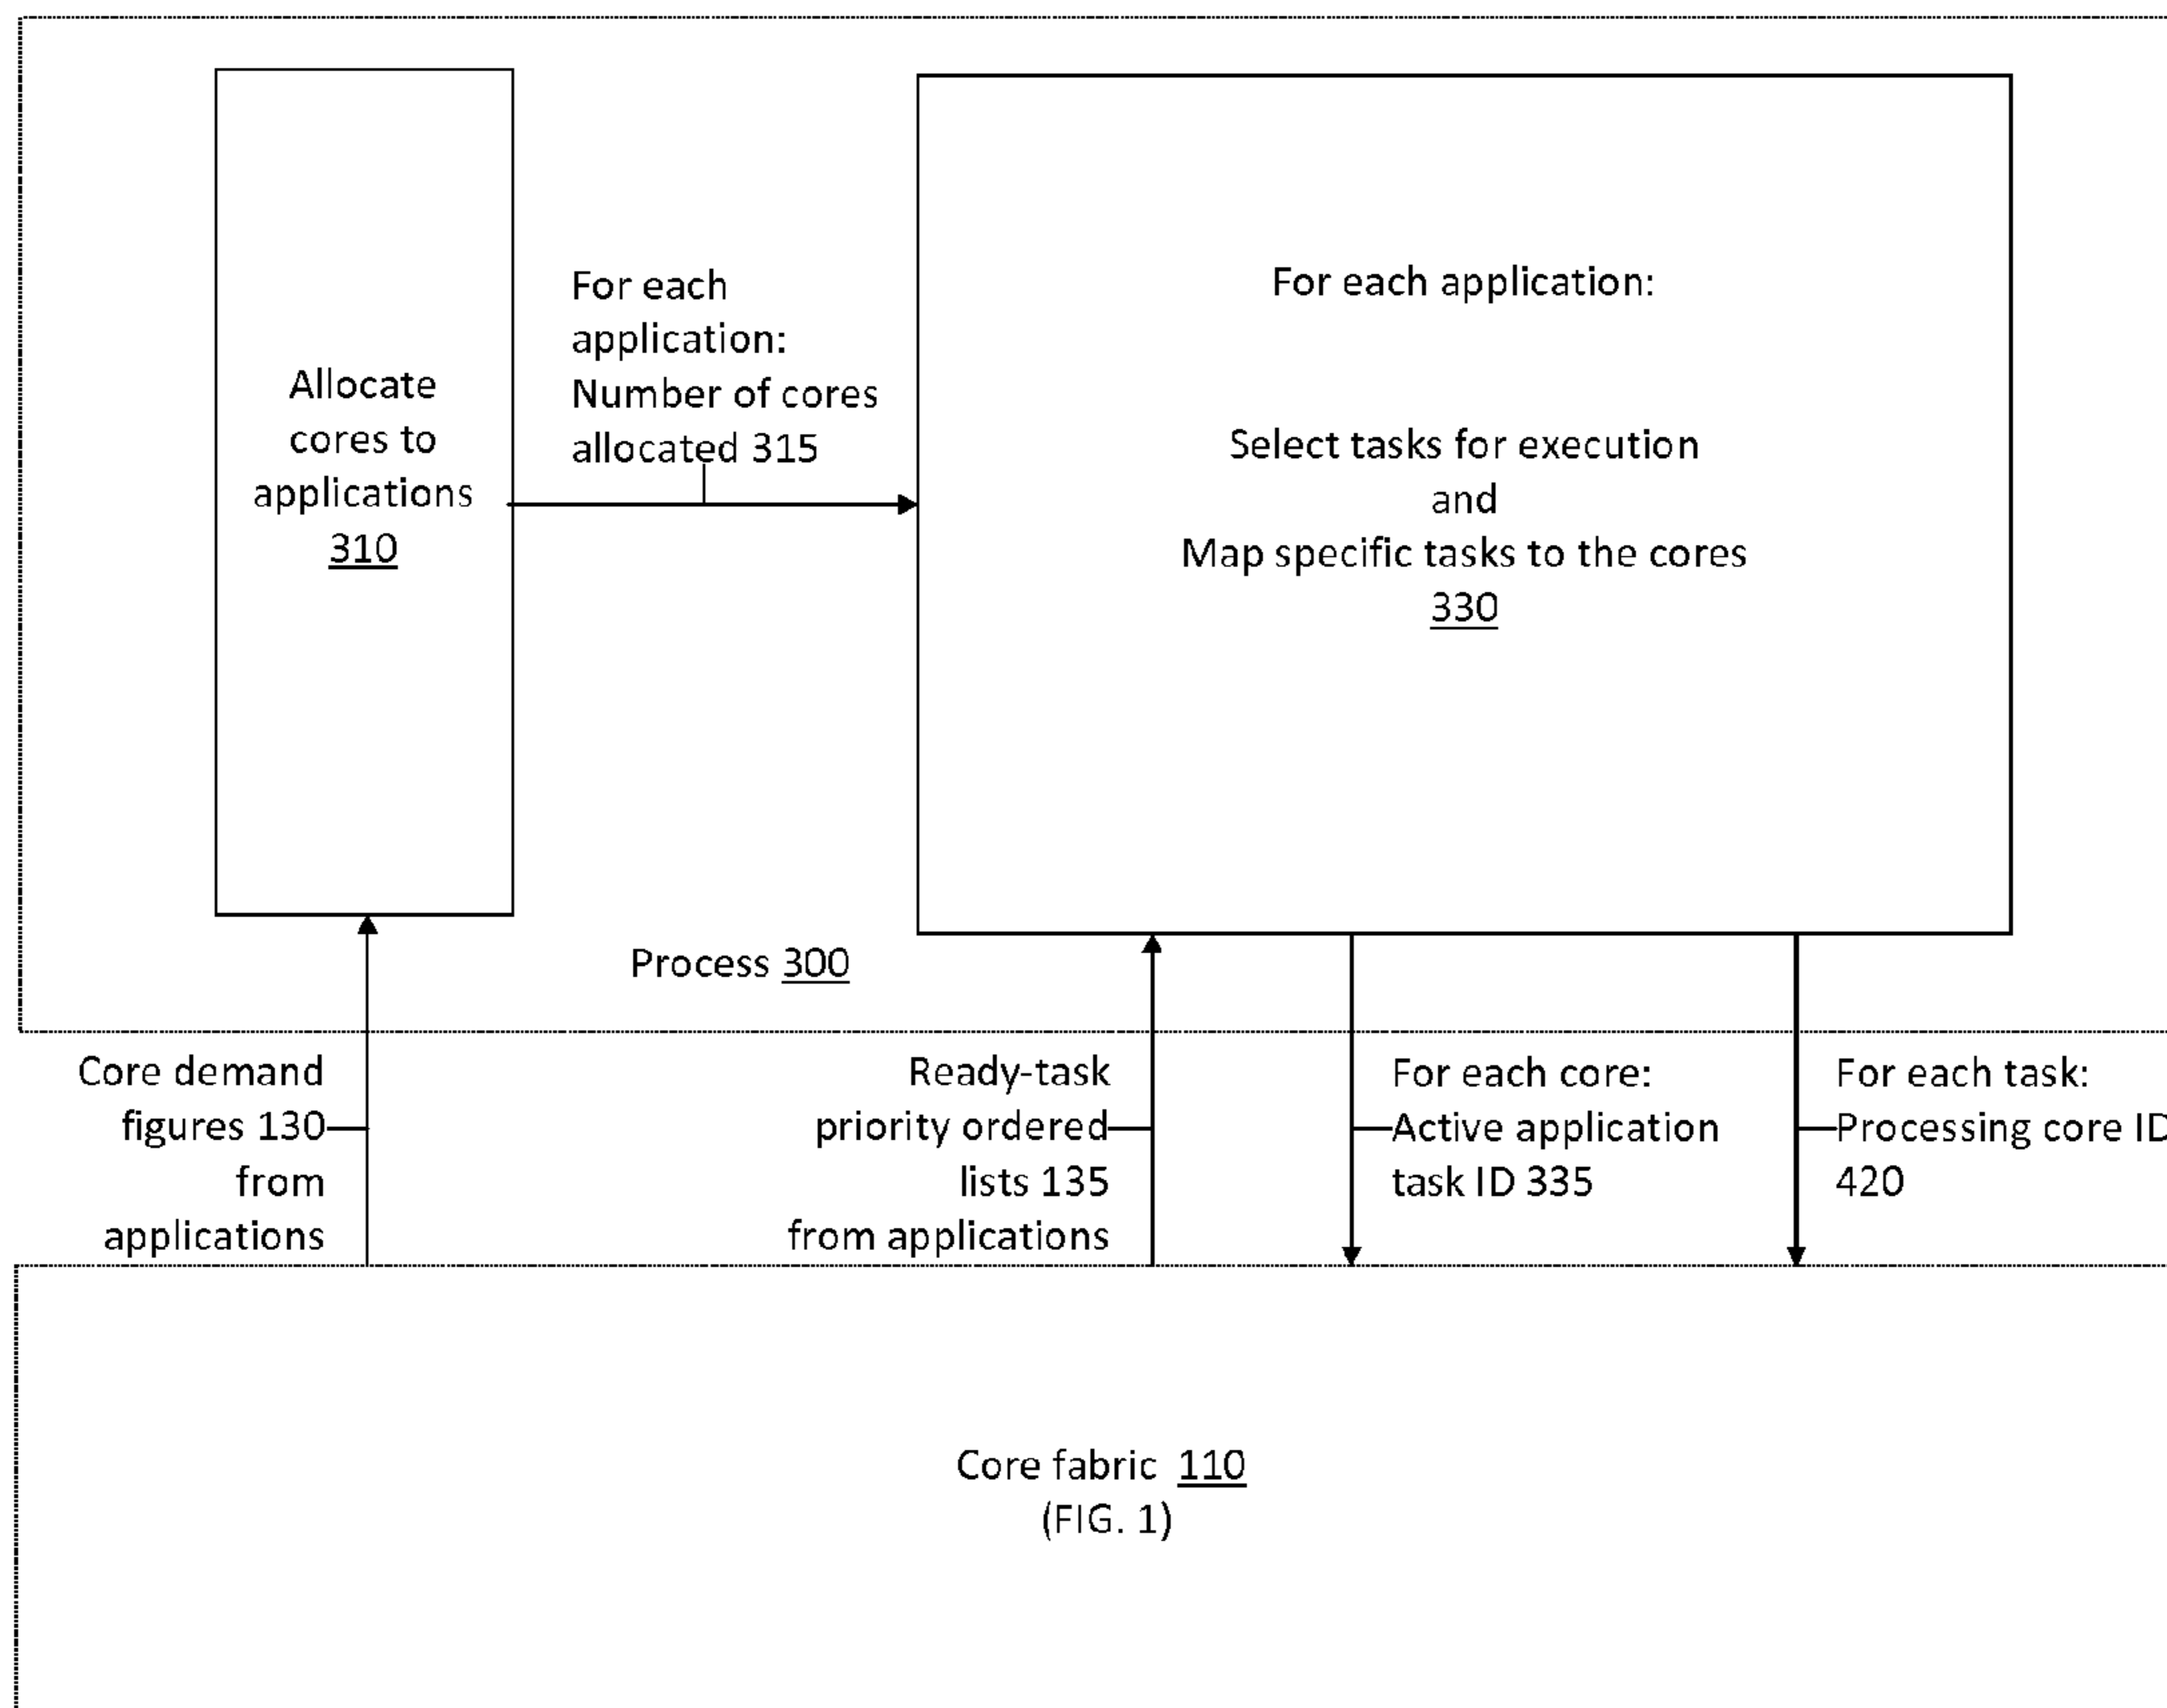 Allocate
cores to
applications
310
For each
application:
Number of cores
allocated 315
For each application:
Select tasks for execution
and
Map specific tasks to the cores
330
Process 300
Core demand
figures 130
from
applications
Ready-task
priority ordered
lists 135
from applications
For each core:
Active application
task ID 335
For each task:
Processing core ID
420
Core fabric 110
(FIG. 1)